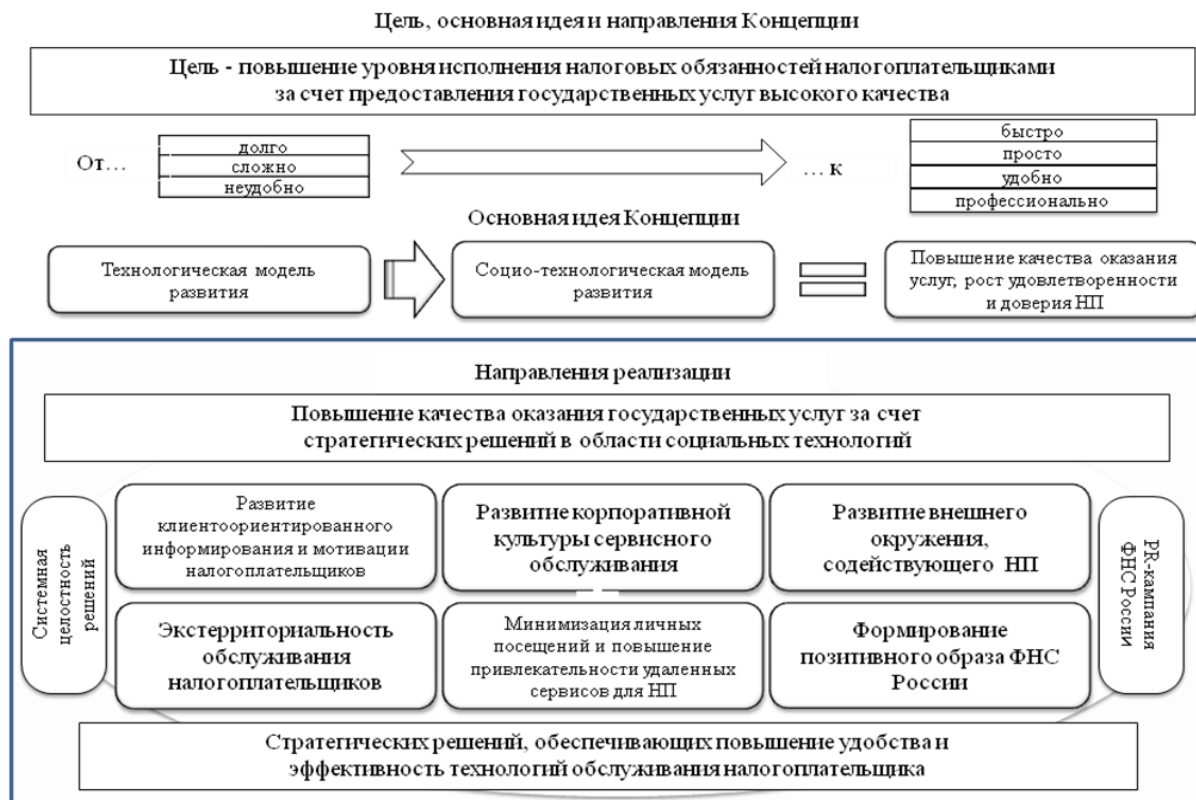 Цель, основная идея и направления Концепции
Цель - повышение уровня исполнения налоговых обязанностей налогоплательщиками
за счет предоставления государственных услуг высокого качества
От…
долго
сложно
неудобно
… к
быстро
просто
удобно
профессионально
Основная идея Концепции
Технологическая модель
развития
Социо-технологическая модель
развития
Повышение качества оказания
услуг, рост удовлетворенности
и доверия НП
Направления реализации
Повышение качества оказания государственных услуг за счет
стратегических решений в области социальных технологий
Системная
целостность
решений
Развитие
клиентоориентированного
информирования и мотивации
налогоплательщиков
Развитие корпоративной
культуры сервисного
обслуживания
Развитие внешнего
окружения,
содействующего НП
PR-кампания
ФНС России
Экстерриториальность
обслуживания
налогоплательщиков
Минимизация личных
посещений и повышение
привлекательности удаленных
сервисов для НП
Формирование
позитивного образа ФНС
России
Стратегических решений, обеспечивающих повышение удобства и
эффективность технологий обслуживания налогоплательщика